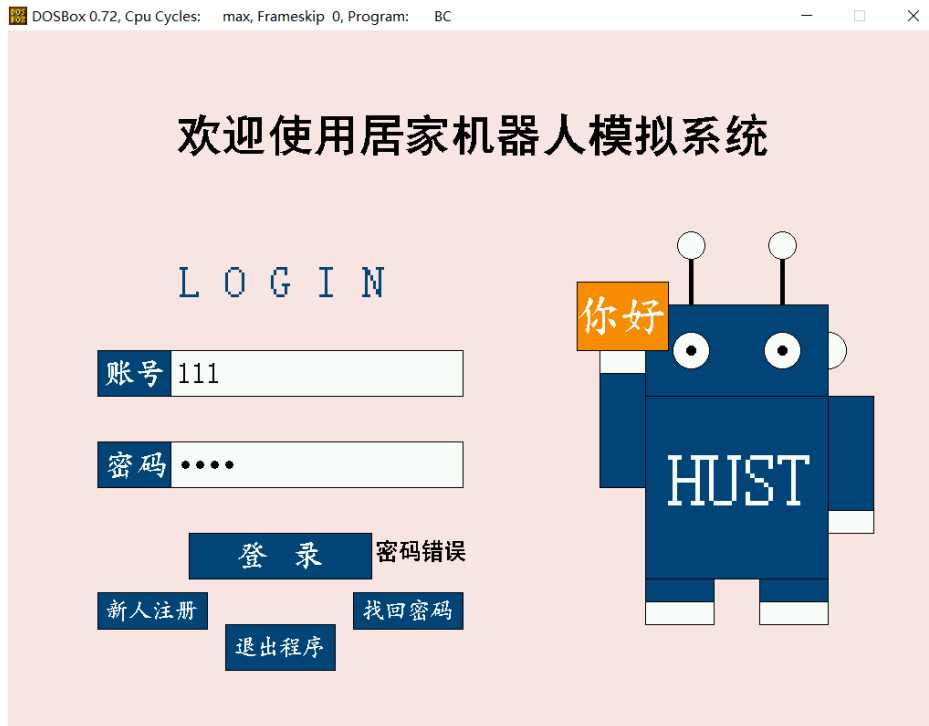 DOSBox 0.72, Cpu Cycles: max, Frameskip 0, Program: BC
欢迎使用居家机器人模拟系统
LOGIN
你好
账号 111
密码 ••••
HUST
登 录 密码错误
新人注册 找回密码
退出程序